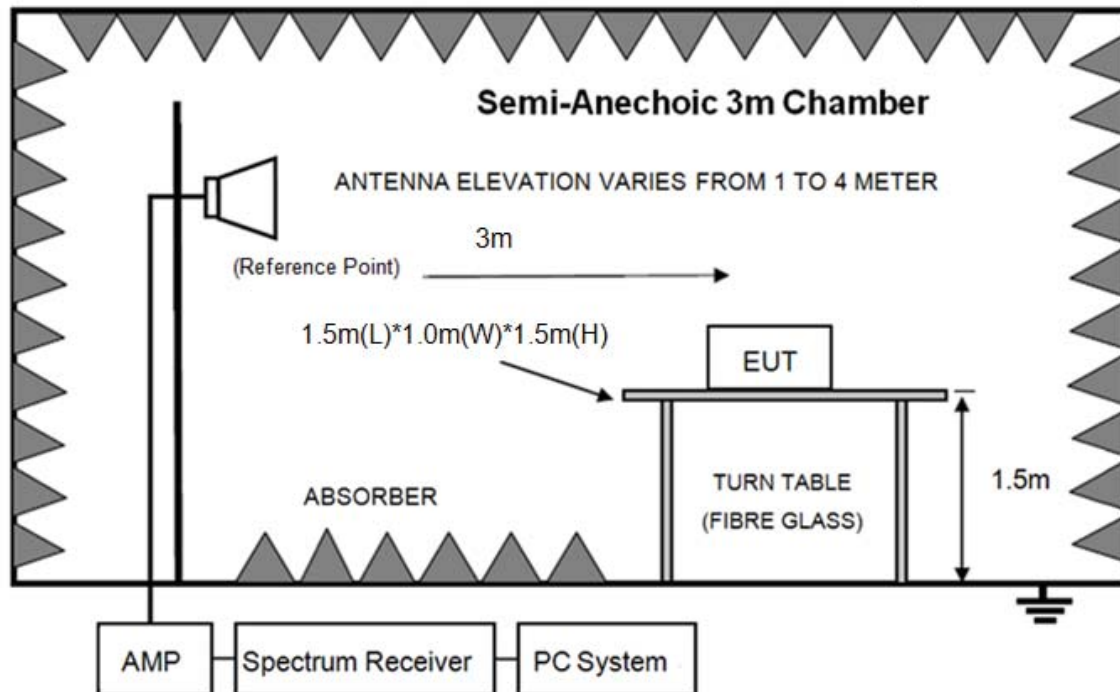 Semi-Anechoic 3m Chamber
ANTENNA ELEVATION VARIES FROM 1 TO 4 METER
3m
(Reference Point)
1.5m(L)*1.0m(W)*1.5m(H)
EUT
ABSORBER
TURN TABLE
(FIBRE GLASS)
1.5m
AMP
Spectrum Receiver
PC System